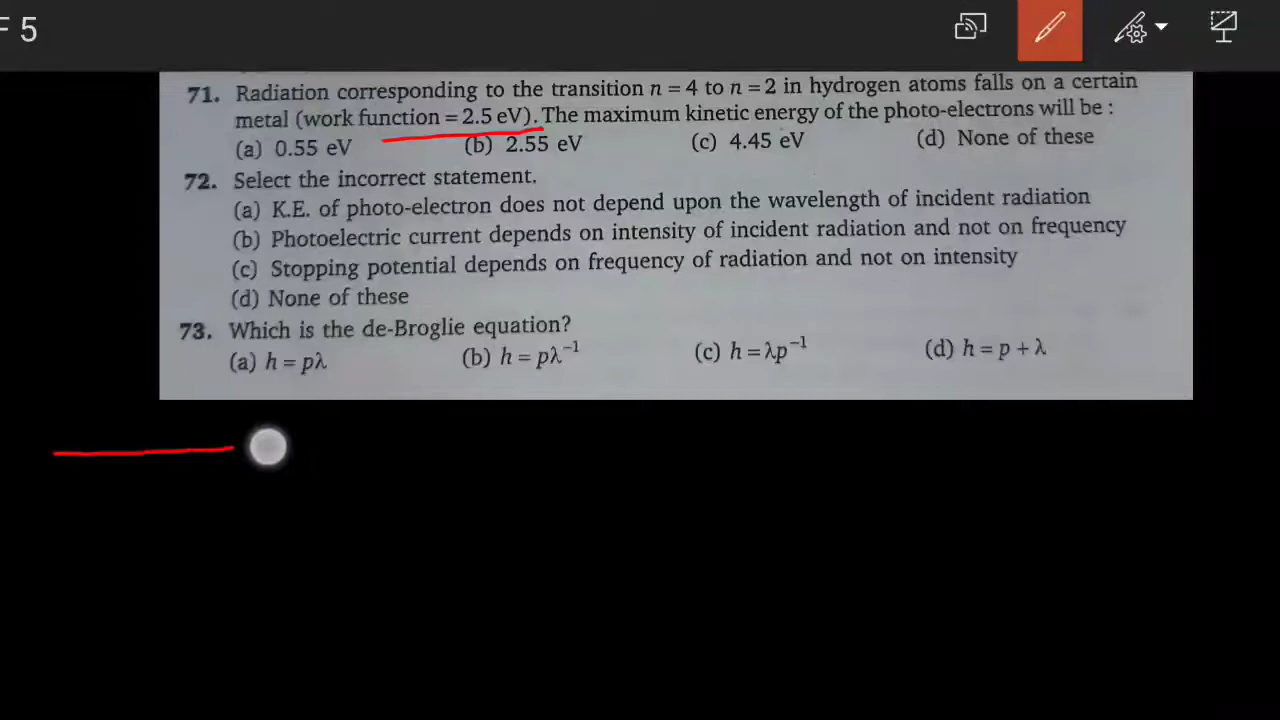 F 5
71. Radiation corresponding to the transition n = 4 to n = 2 in hydrogen atoms falls on a certain
metal (work function = 2.5 eV). The maximum kinetic energy of the photo-electrons will be :
(a) 0.55 eV (b) 2.55 eV (c) 4.45 eV (d) None of these
72. Select the incorrect statement.
(a) K.E. of photo-electron does not depend upon the wavelength of incident radiation
(b) Photoelectric current depends on intensity of incident radiation and not on frequency
(c) Stopping potential depends on frequency of radiation and not on intensity
(d) None of these
73. Which is the de-Broglie equation?
(a) h = pλ (b) h = pλ⁻¹ (c) h = λp⁻¹ (d) h = p + λ